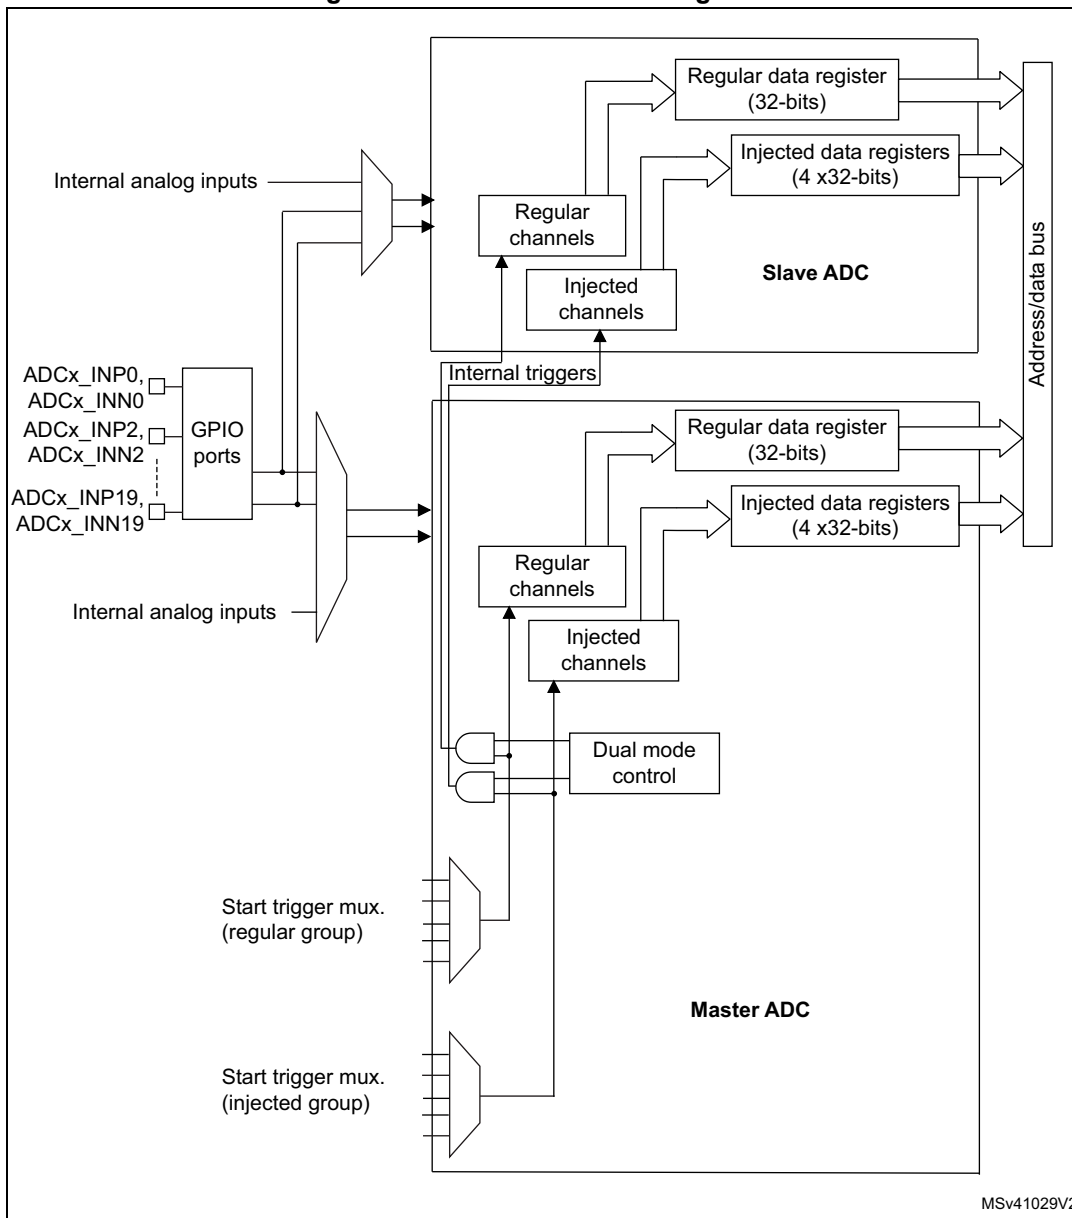 Regular data register
(32-bits)
Injected data registers
(4 x32-bits)
Internal analog inputs
Regular
channels
Slave ADC
Injected
channels
Address/data bus
Internal triggers
ADCx_INP0,
ADCx_INN0
ADCx_INP2,
ADCx_INN2
ADCx_INP19,
ADCx_INN19
GPIO
ports
Regular data register
(32-bits)
Injected data registers
(4 x32-bits)
Regular
channels
Internal analog inputs
Injected
channels
Dual mode
control
Start trigger mux.
(regular group)
Master ADC
Start trigger mux.
(injected group)
MSv41029V2